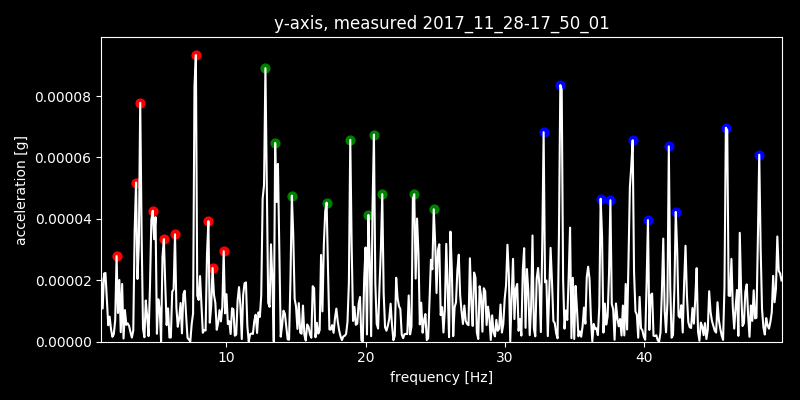 y-axis, measured 2017_11_28-17_50_01
acceleration [g]
0.00008
0.00006
0.00004
0.00002
0.00000
10 20 30 40
frequency [Hz]